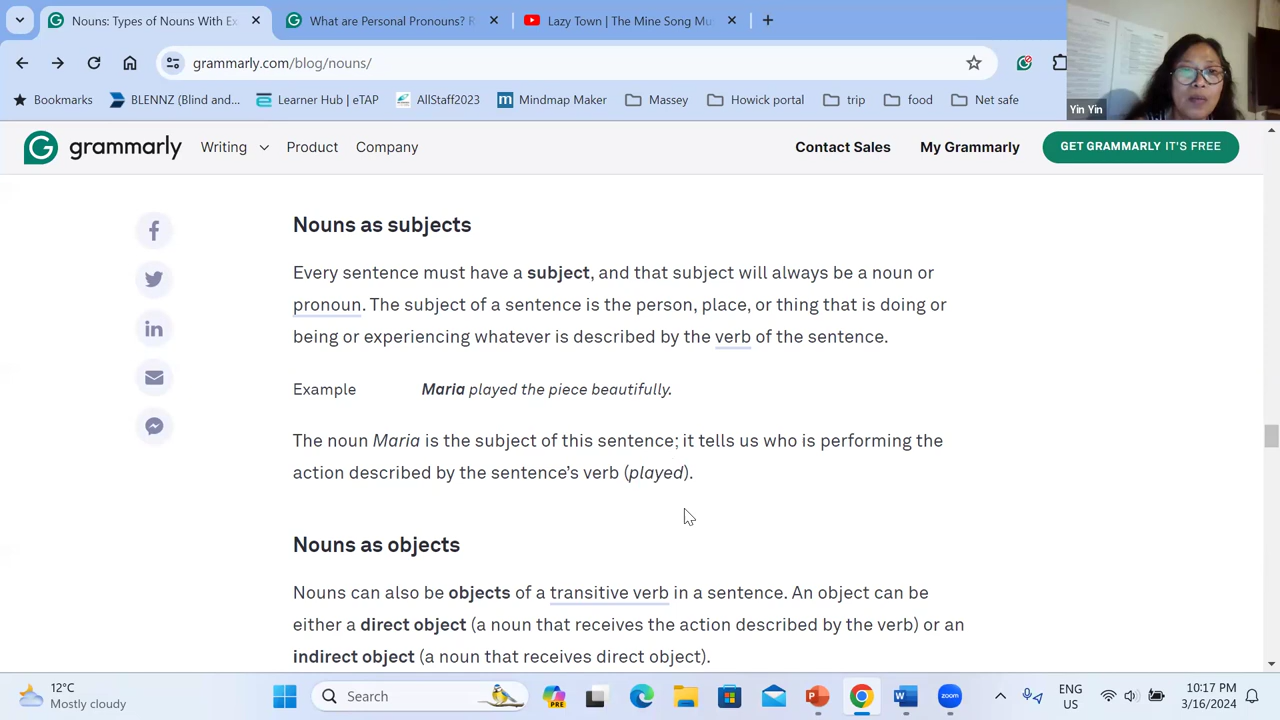 Nouns: Types of Nouns With Ex
What are Personal Pronouns? R
Lazy Town | The Mine Song Mu
grammarly.com/blog/nouns/
Bookmarks
BLENNZ (Blind and...
Learner Hub | eTAP
AllStaff2023
Mindmap Maker
Massey
Howick portal
trip
food
Net safe
Yin Yin
grammarly
Writing
Product
Company
Contact Sales
My Grammarly
GET GRAMMARLY IT'S FREE
Nouns as subjects
Every sentence must have a subject, and that subject will always be a noun or
pronoun. The subject of a sentence is the person, place, or thing that is doing or
being or experiencing whatever is described by the verb of the sentence.
Example Maria played the piece beautifully.
The noun Maria is the subject of this sentence; it tells us who is performing the
action described by the sentence's verb (played).
Nouns as objects
Nouns can also be objects of a transitive verb in a sentence. An object can be
either a direct object (a noun that receives the action described by the verb) or an
indirect object (a noun that receives direct object).
12°C
Mostly cloudy
Search
PRE
zoom
ENG
US
10:17 PM
3/16/2024